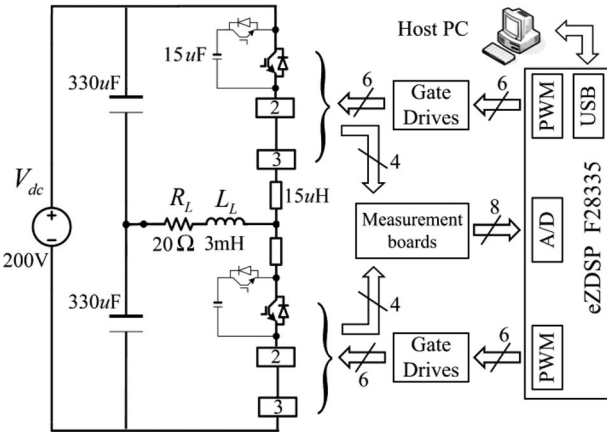 Host PC
15uF
330uF
2
3
6
Gate
Drives
6
PWM
USB
4
V_dc
200V
R_L
L_L
20 Ω
3mH
15uH
Measurement
boards
8
A/D
eZDSP F28335
330uF
4
2
3
6
Gate
Drives
6
PWM